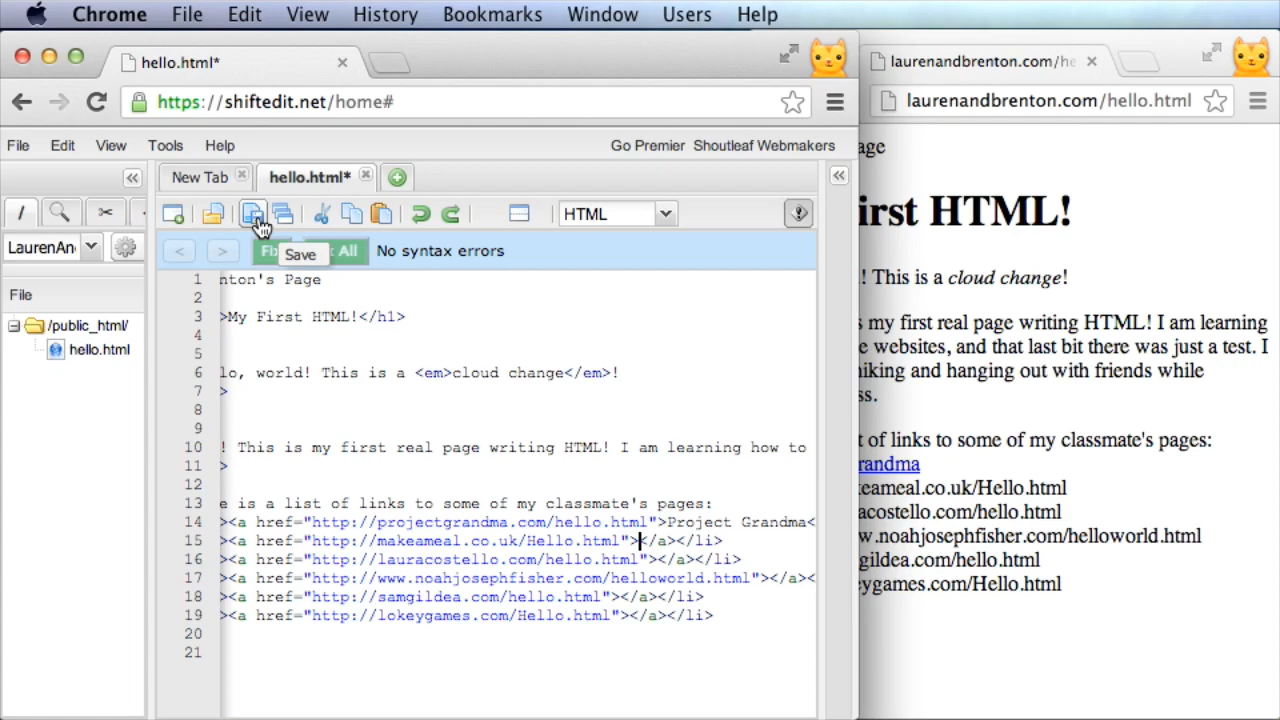 Chrome File Edit View History Bookmarks Window Users Help
hello.html*
https://shiftedit.net/home#
File Edit View Tools Help Go Premier Shoutleaf Webmakers
New Tab hello.html*
HTML
LaurenAn
All No syntax errors
Save
File
/public_html/
hello.html
1 nton's Page
2
3 >My First HTML!</h1>
4
5
6 lo, world! This is a <em>cloud change</em>!
7 >
8
9
10 ! This is my first real page writing HTML! I am learning how to
11 >
12
13 e is a list of links to some of my classmate's pages:
14 ><a href="http://projectgrandma.com/hello.html">Project Grandma<
15 ><a href="http://makeameal.co.uk/Hello.html"></a></li>
16 ><a href="http://lauracostello.com/hello.html"></a></li>
17 ><a href="http://www.noahjosephfisher.com/helloworld.html"></a><
18 ><a href="http://samgildea.com/hello.html"></a></li>
19 ><a href="http://lokeygames.com/Hello.html"></a></li>
20
21
laurenandbrenton.com/he
laurenandbrenton.com/hello.html
age
irst HTML!
! This is a cloud change!
s my first real page writing HTML! I am learning
e websites, and that last bit there was just a test. I
hiking and hanging out with friends while
ss.
t of links to some of my classmate's pages:
randma
eameal.co.uk/Hello.html
acostello.com/hello.html
w.noahjosephfisher.com/helloworld.html
gildea.com/hello.html
eygames.com/Hello.html